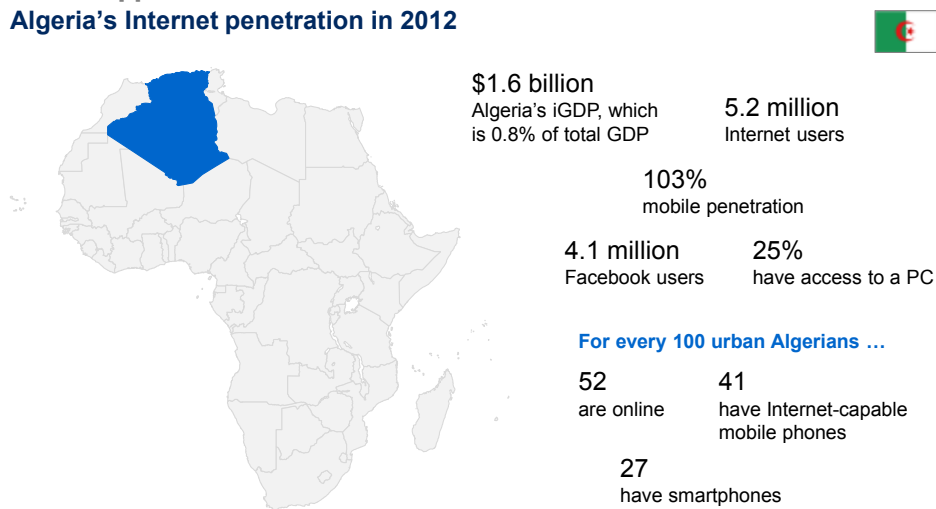 Algeria’s Internet penetration in 2012
$1.6 billion
Algeria’s iGDP, which
is 0.8% of total GDP
5.2 million
Internet users
103%
mobile penetration
4.1 million
Facebook users
25%
have access to a PC
For every 100 urban Algerians …
52
are online
41
have Internet-capable
mobile phones
27
have smartphones